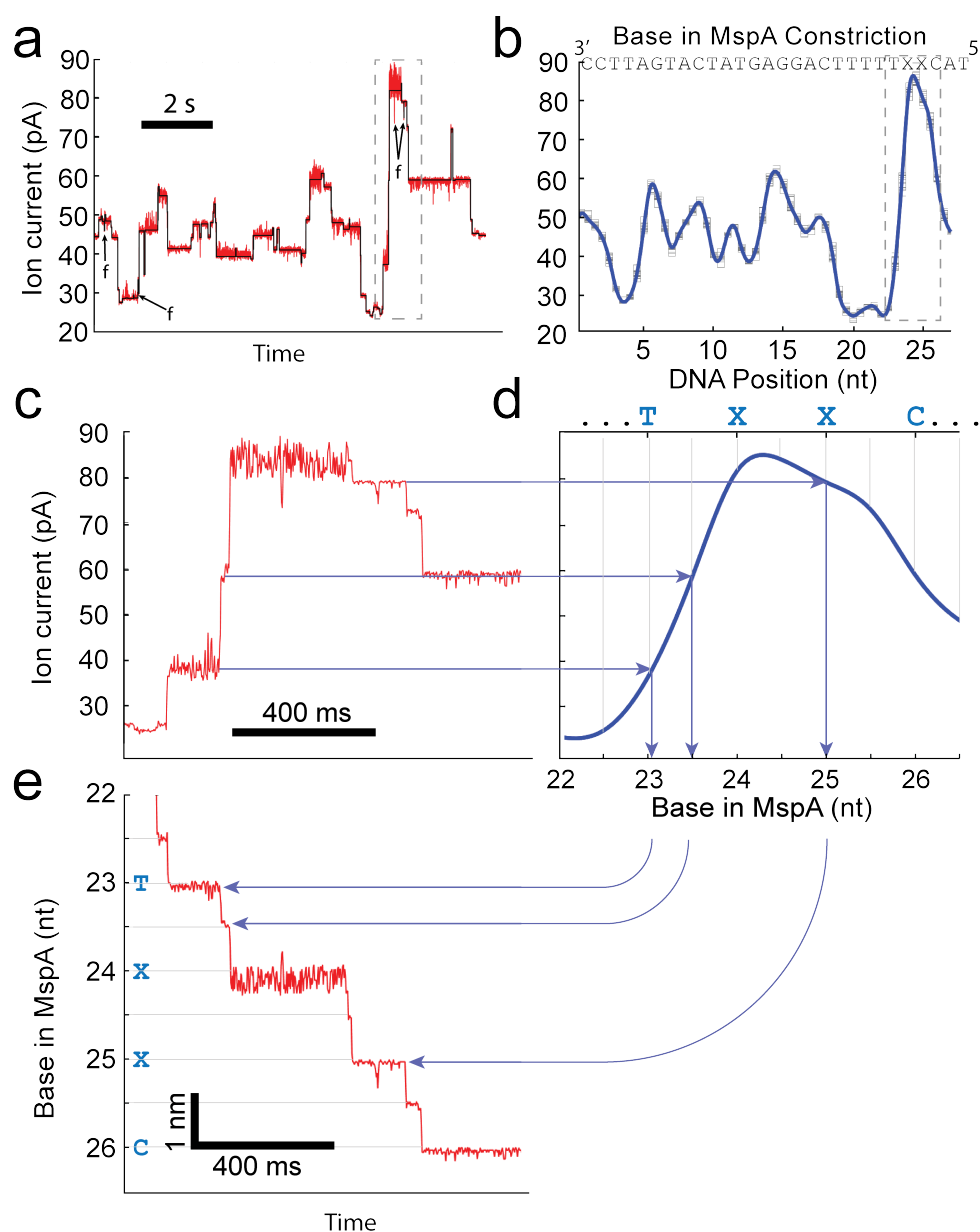 a
90
80
70
60
50
40
30
20
Ion current (pA)
2 s
f
f
f
Time
b
Base in MspA Constriction
3’ 5
CCTTAGTACTATGAGGACTTTTTXXCAT
90
80
70
60
50
40
30
20
5 10 15 20 25
DNA Position (nt)
c
90
80
70
60
50
40
30
Ion current (pA)
400 ms
d
....T X X C....
22 23 24 25 26
Base in MspA (nt)
e
22
23 T
24 X
25 X
26 C
Base in MspA (nt)
1 nm
400 ms
Time